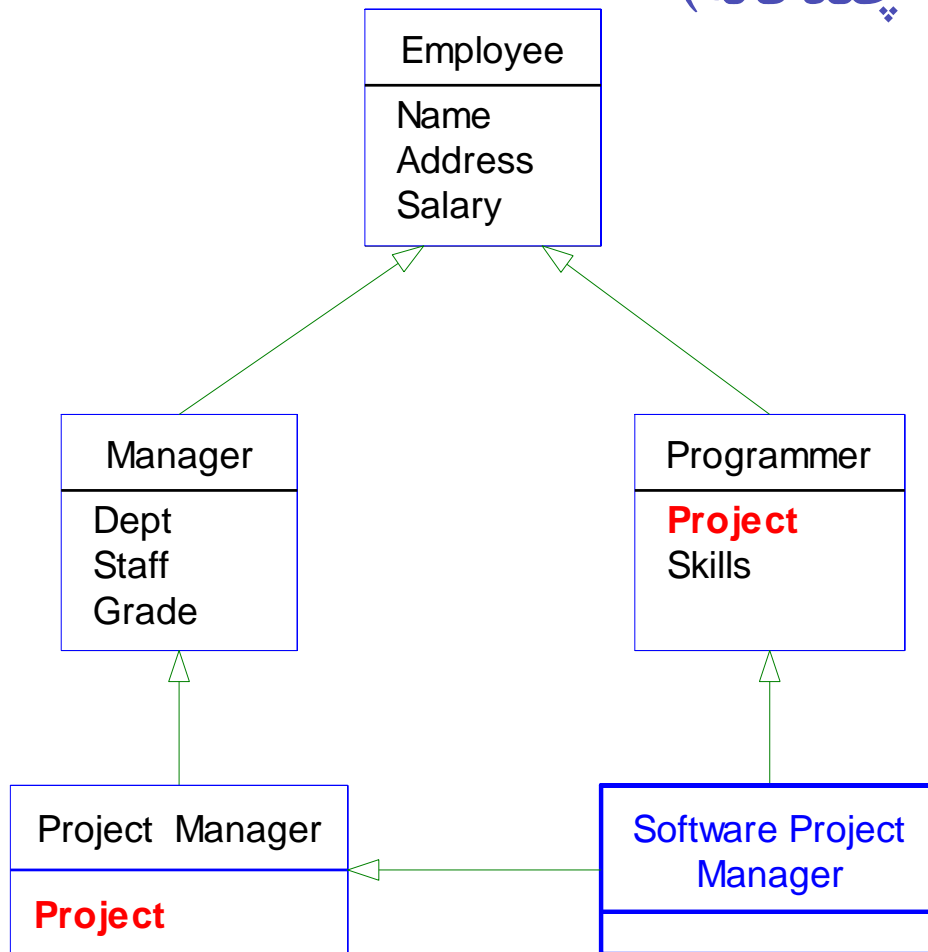 Employee
Name
Address
Salary
Manager
Dept
Staff
Grade
Programmer
Project
Skills
Project Manager
Project
Software Project
Manager